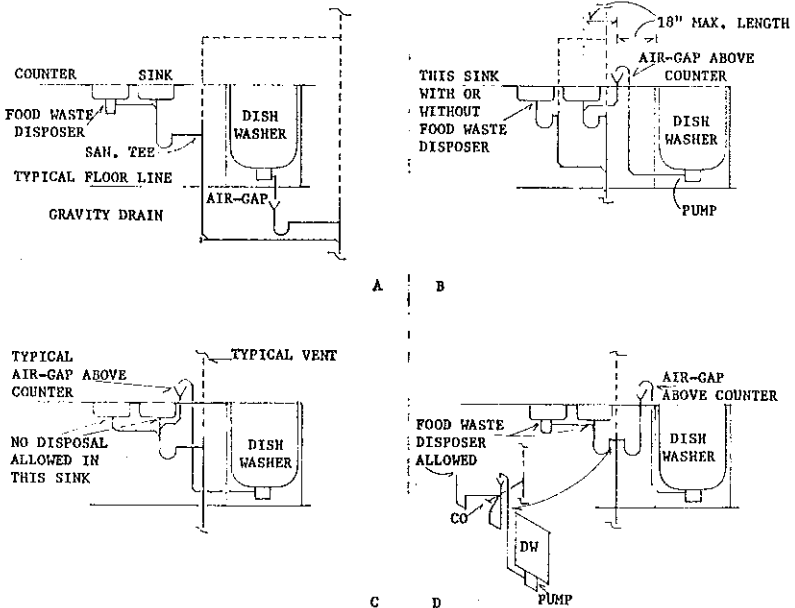 COUNTER
SINK
FOOD WASTE
DISPOSER
SAN. TEE
TYPICAL FLOOR LINE
GRAVITY DRAIN
DISH
WASHER
AIR-GAP
A
18" MAX. LENGTH
AIR-GAP ABOVE
COUNTER
THIS SINK
WITH OR
WITHOUT
FOOD WASTE
DISPOSER
DISH
WASHER
PUMP
B
TYPICAL
AIR-GAP ABOVE
COUNTER
TYPICAL VENT
NO DISPOSAL
ALLOWED IN
THIS SINK
DISH
WASHER
C
AIR-GAP
ABOVE COUNTER
FOOD WASTE
DISPOSER
ALLOWED
DISH
WASHER
CO
DW
PUMP
D